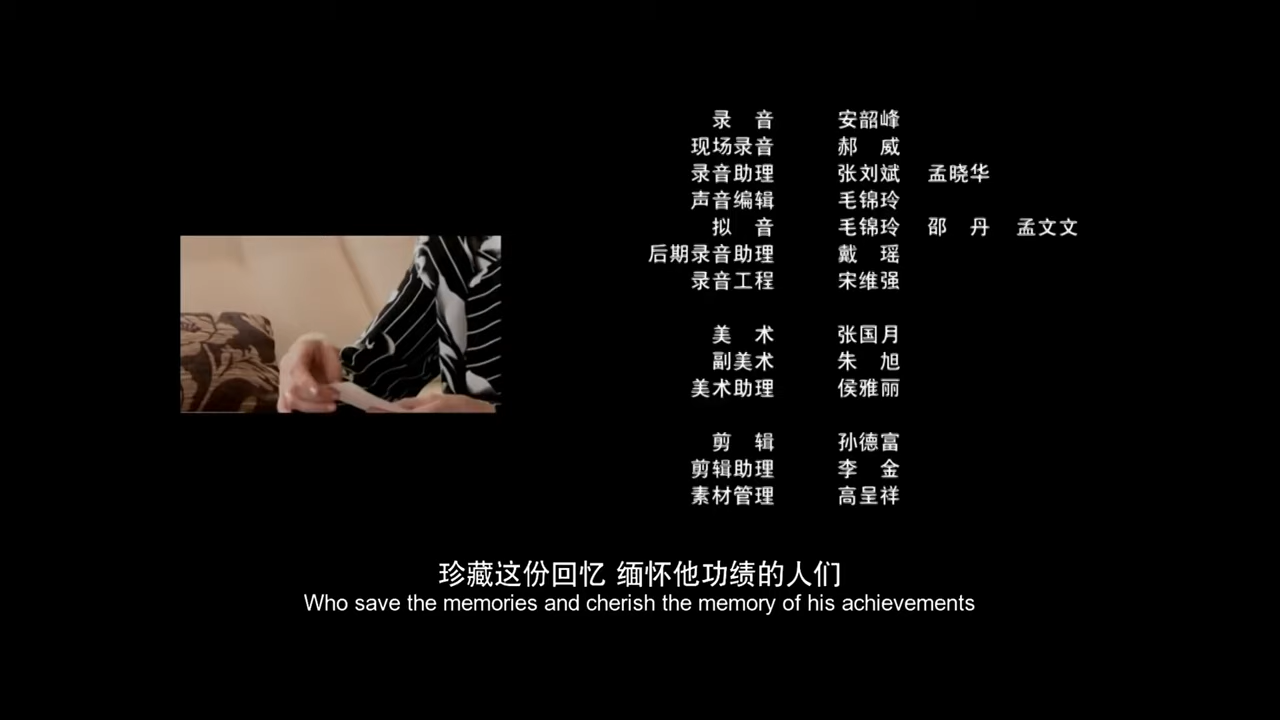 录 音 安韶峰
现场录音 郝 威
录音助理 张刘斌 孟晓华
声音编辑 毛锦玲
拟 音 毛锦玲 邵 丹 孟文文
后期录音助理 戴 瑶
录音工程 宋维强
美 术 张国月
副美术 朱 旭
美术助理 侯雅丽
剪 辑 孙德富
剪辑助理 李 金
素材管理 高呈祥
珍藏这份回忆 缅怀他功绩的人们
Who save the memories and cherish the memory of his achievements